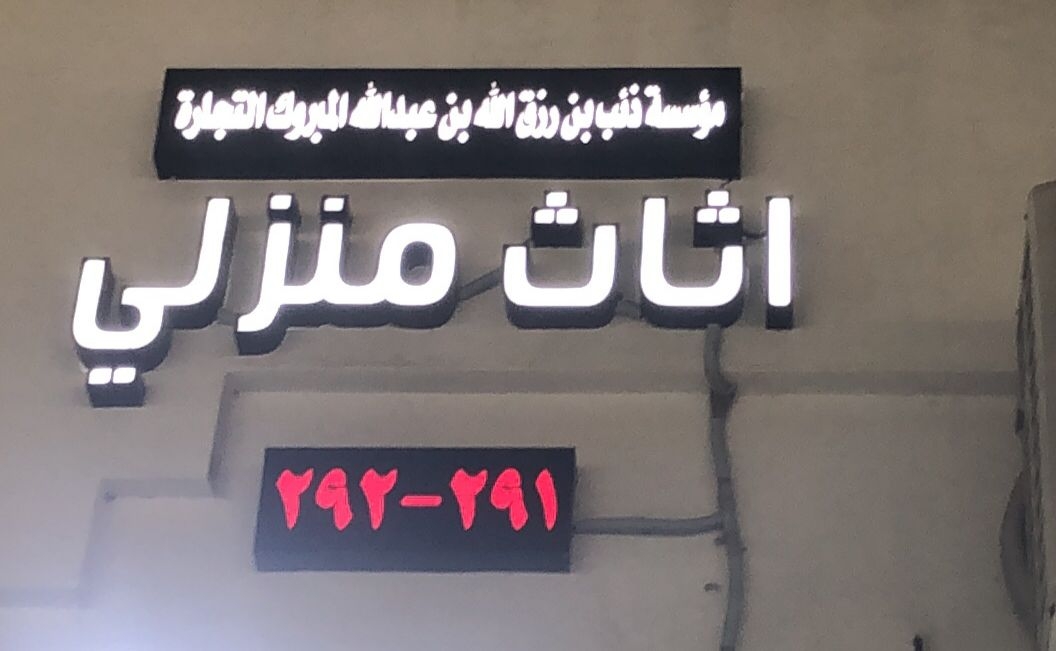 مؤسسة ذئب بن رزق الله بن عبدالله المبروك التجارة
اثاث منزلي
٢٩٢-٢٩١